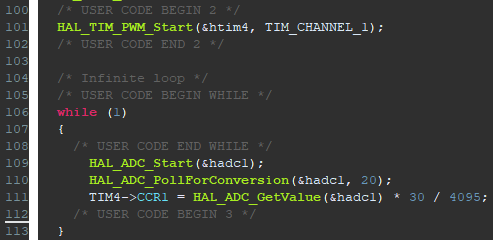 100 /* USER CODE BEGIN 2 */
101 HAL_TIM_PWM_Start(&htim4, TIM_CHANNEL_1);
102 /* USER CODE END 2 */
103
104 /* Infinite loop */
105 /* USER CODE BEGIN WHILE */
106 while (1)
107 {
108 /* USER CODE END WHILE */
109 HAL_ADC_Start(&hadc1);
110 HAL_ADC_PollForConversion(&hadc1, 20);
111 TIM4->CCR1 = HAL_ADC_GetValue(&hadc1) * 30 / 4095;
112 /* USER CODE BEGIN 3 */
113 }